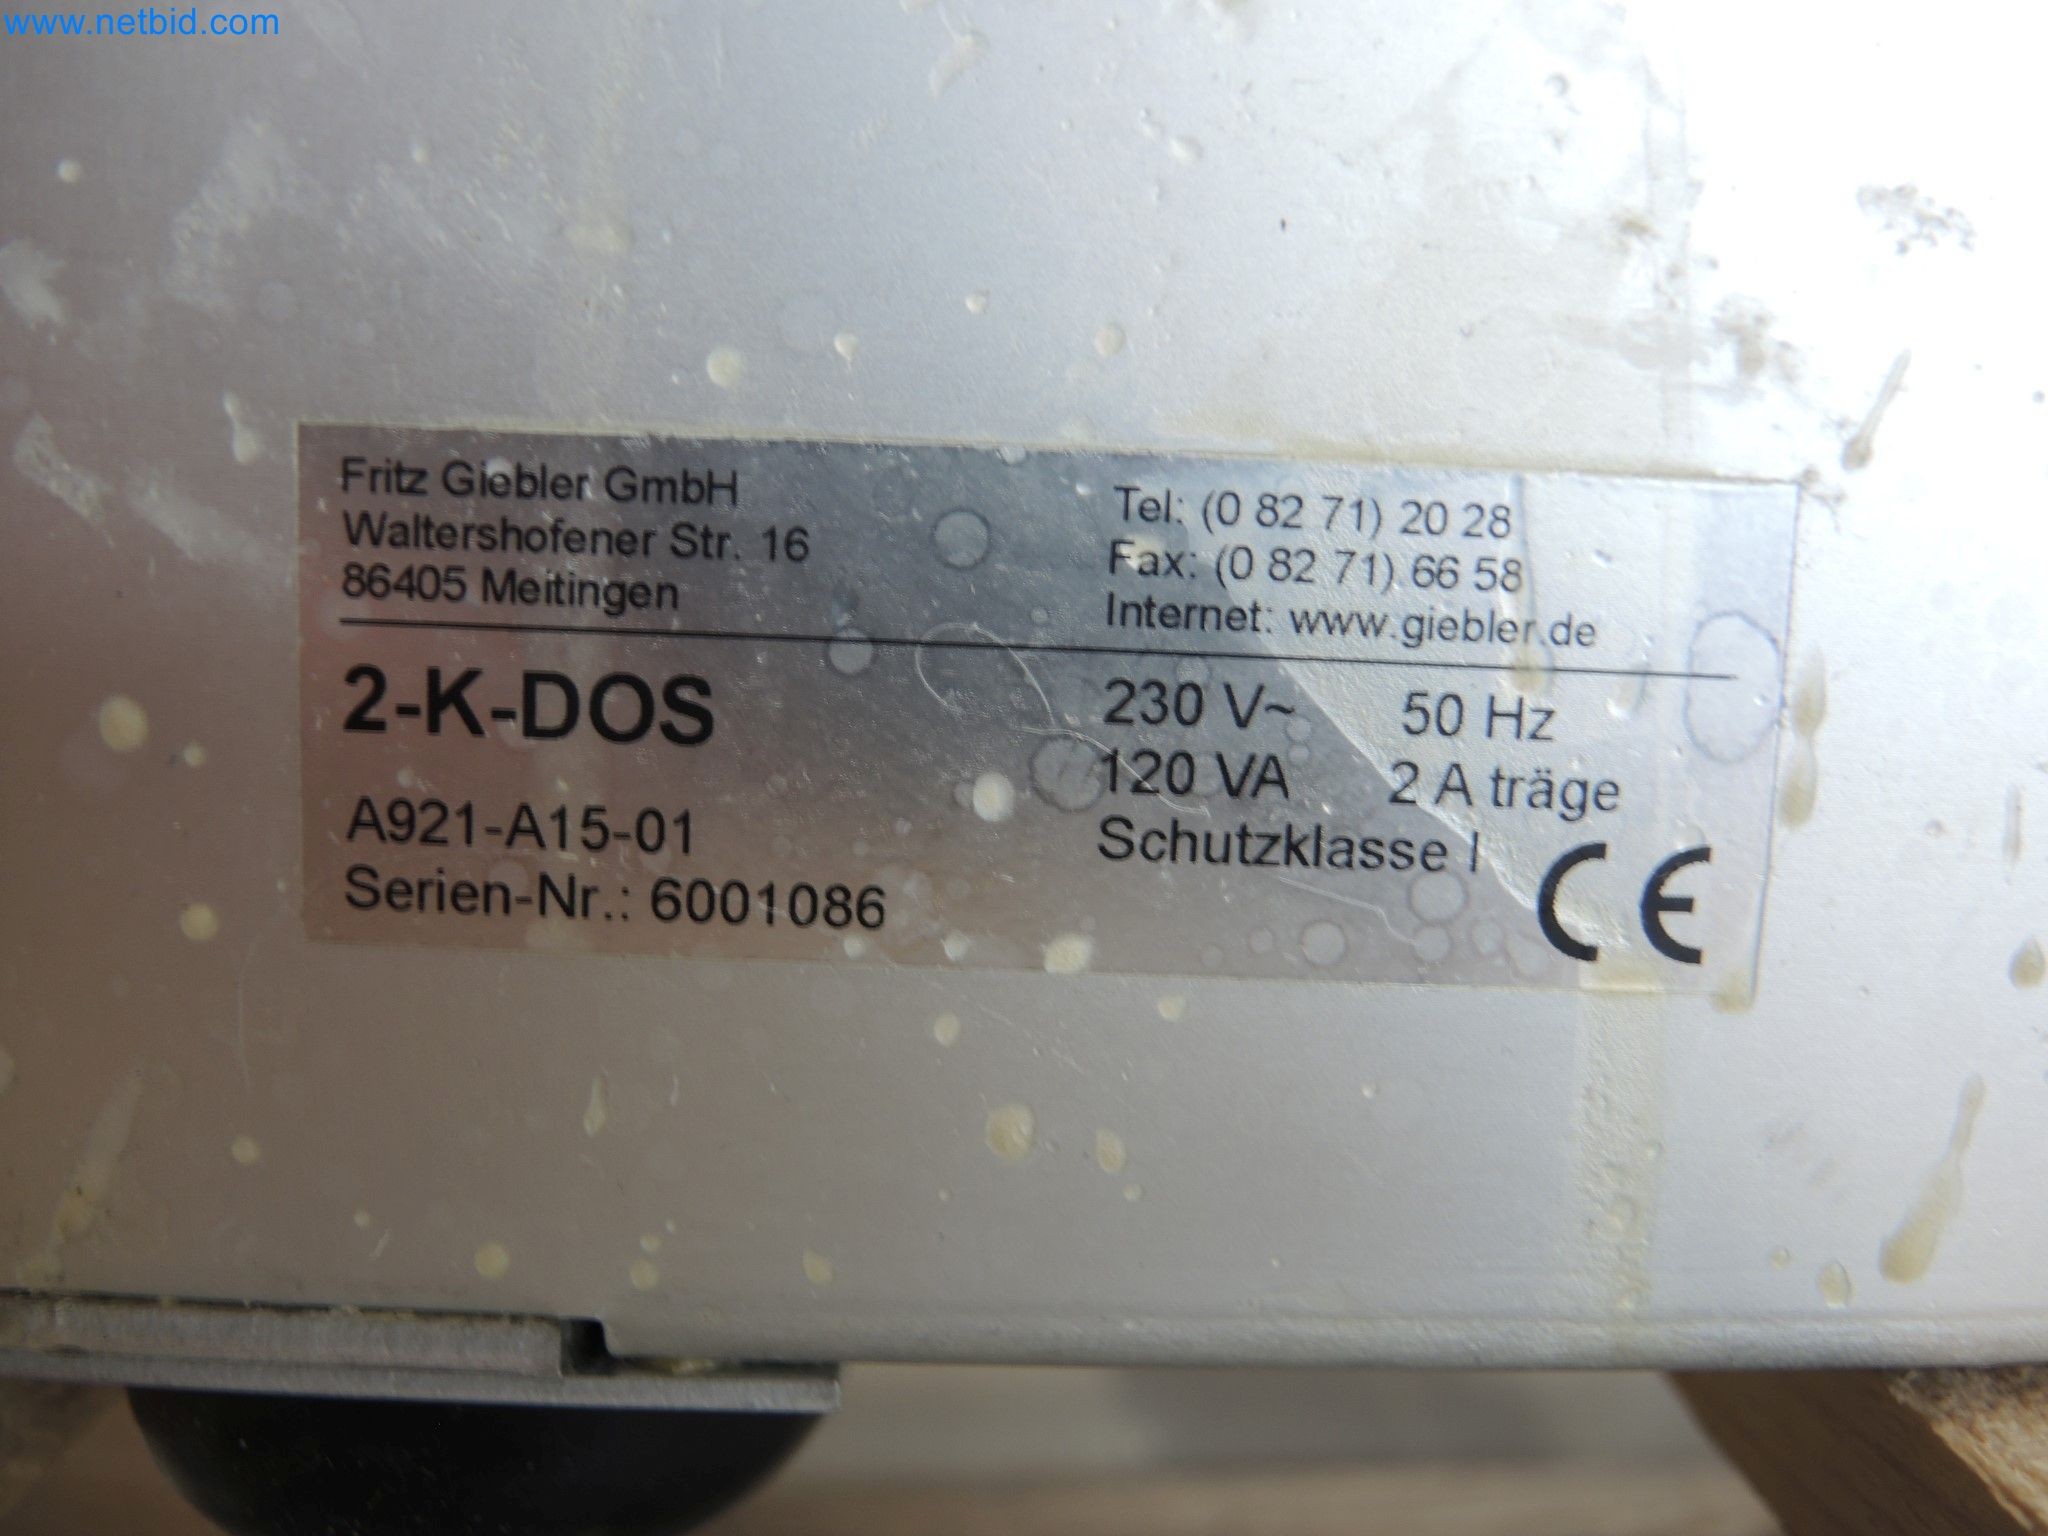 www.netbid.com
Fritz Giebler GmbH
Waltershofener Str. 16
86405 Meitingen
Tel: (0 82 71) 20 28
Fax: (0 82 71) 66 58
Internet: www.giebler.de
2-K-DOS
A921-A15-01
Serien-Nr.: 6001086
230 V~ 50 Hz
120 VA 2 A träge
Schutzklasse I
CE